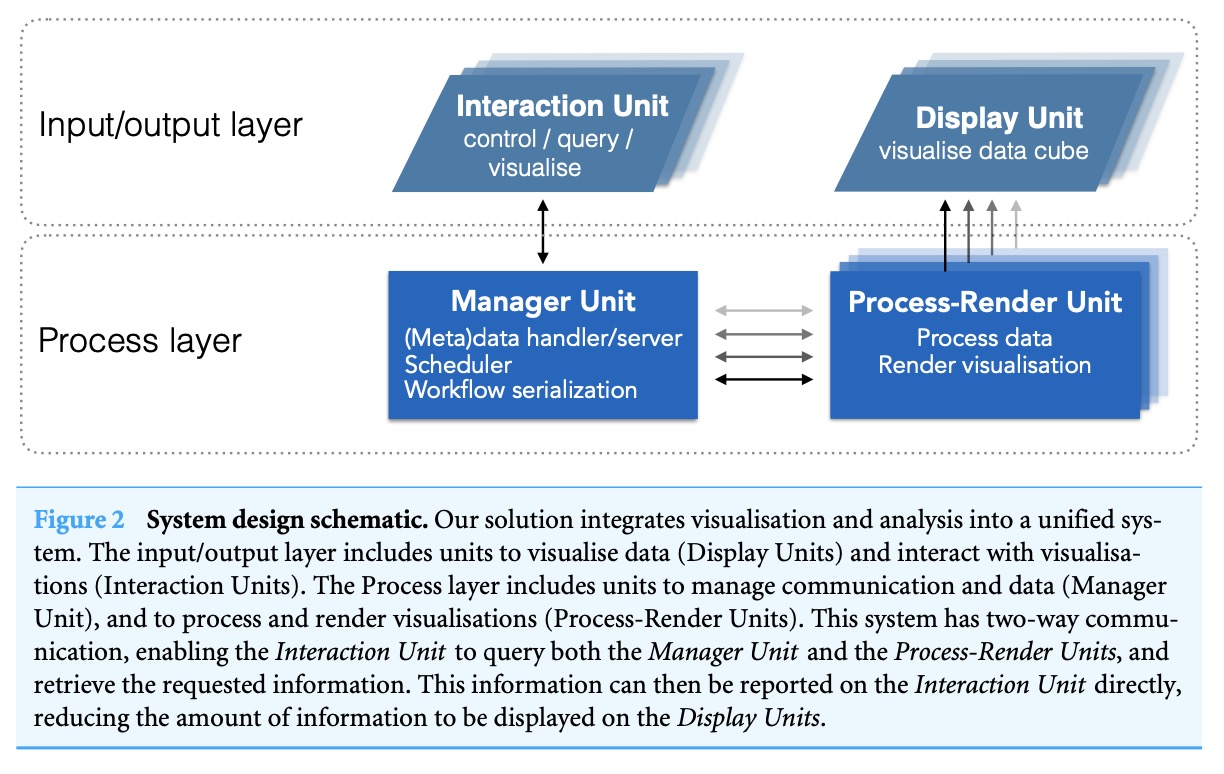 Input/output layer
Interaction Unit
control / query /
visualise
Display Unit
visualise data cube
Process layer
Manager Unit
(Meta)data handler/server
Scheduler
Workflow serialization
Process-Render Unit
Process data
Render visualisation
Figure 2 System design schematic. Our solution integrates visualisation and analysis into a unified sys-
tem. The input/output layer includes units to visualise data (Display Units) and interact with visualisa-
tions (Interaction Units). The Process layer includes units to manage communication and data (Manager
Unit), and to process and render visualisations (Process-Render Units). This system has two-way commu-
nication, enabling the Interaction Unit to query both the Manager Unit and the Process-Render Units, and
retrieve the requested information. This information can then be reported on the Interaction Unit directly,
reducing the amount of information to be displayed on the Display Units.